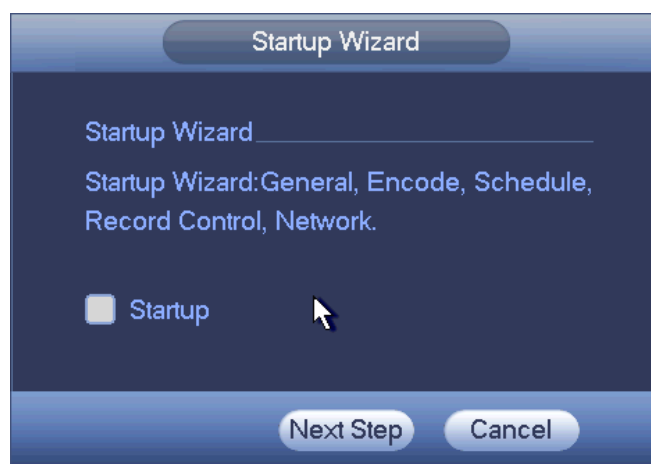 Startup Wizard
Startup Wizard
Startup Wizard:General, Encode, Schedule,
Record Control, Network.
Startup
Next Step Cancel